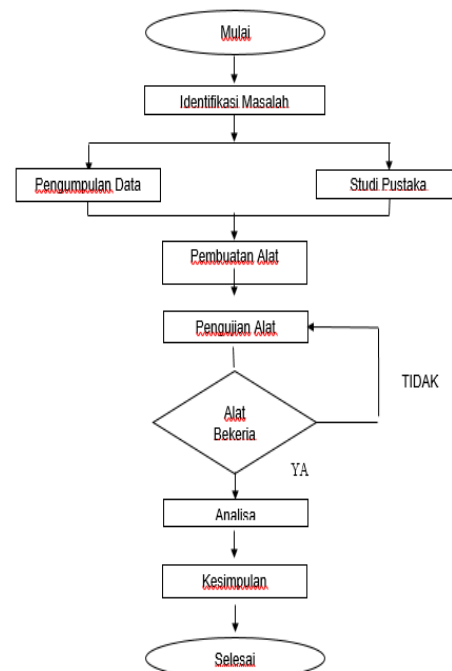 Mulai
Identifikasi Masalah
Pengumpulan Data
Studi Pustaka
Pembuatan Alat
Pengujian Alat
TIDAK
Alat
Bekerja
YA
Analisa
Kesimpulan
Selesai